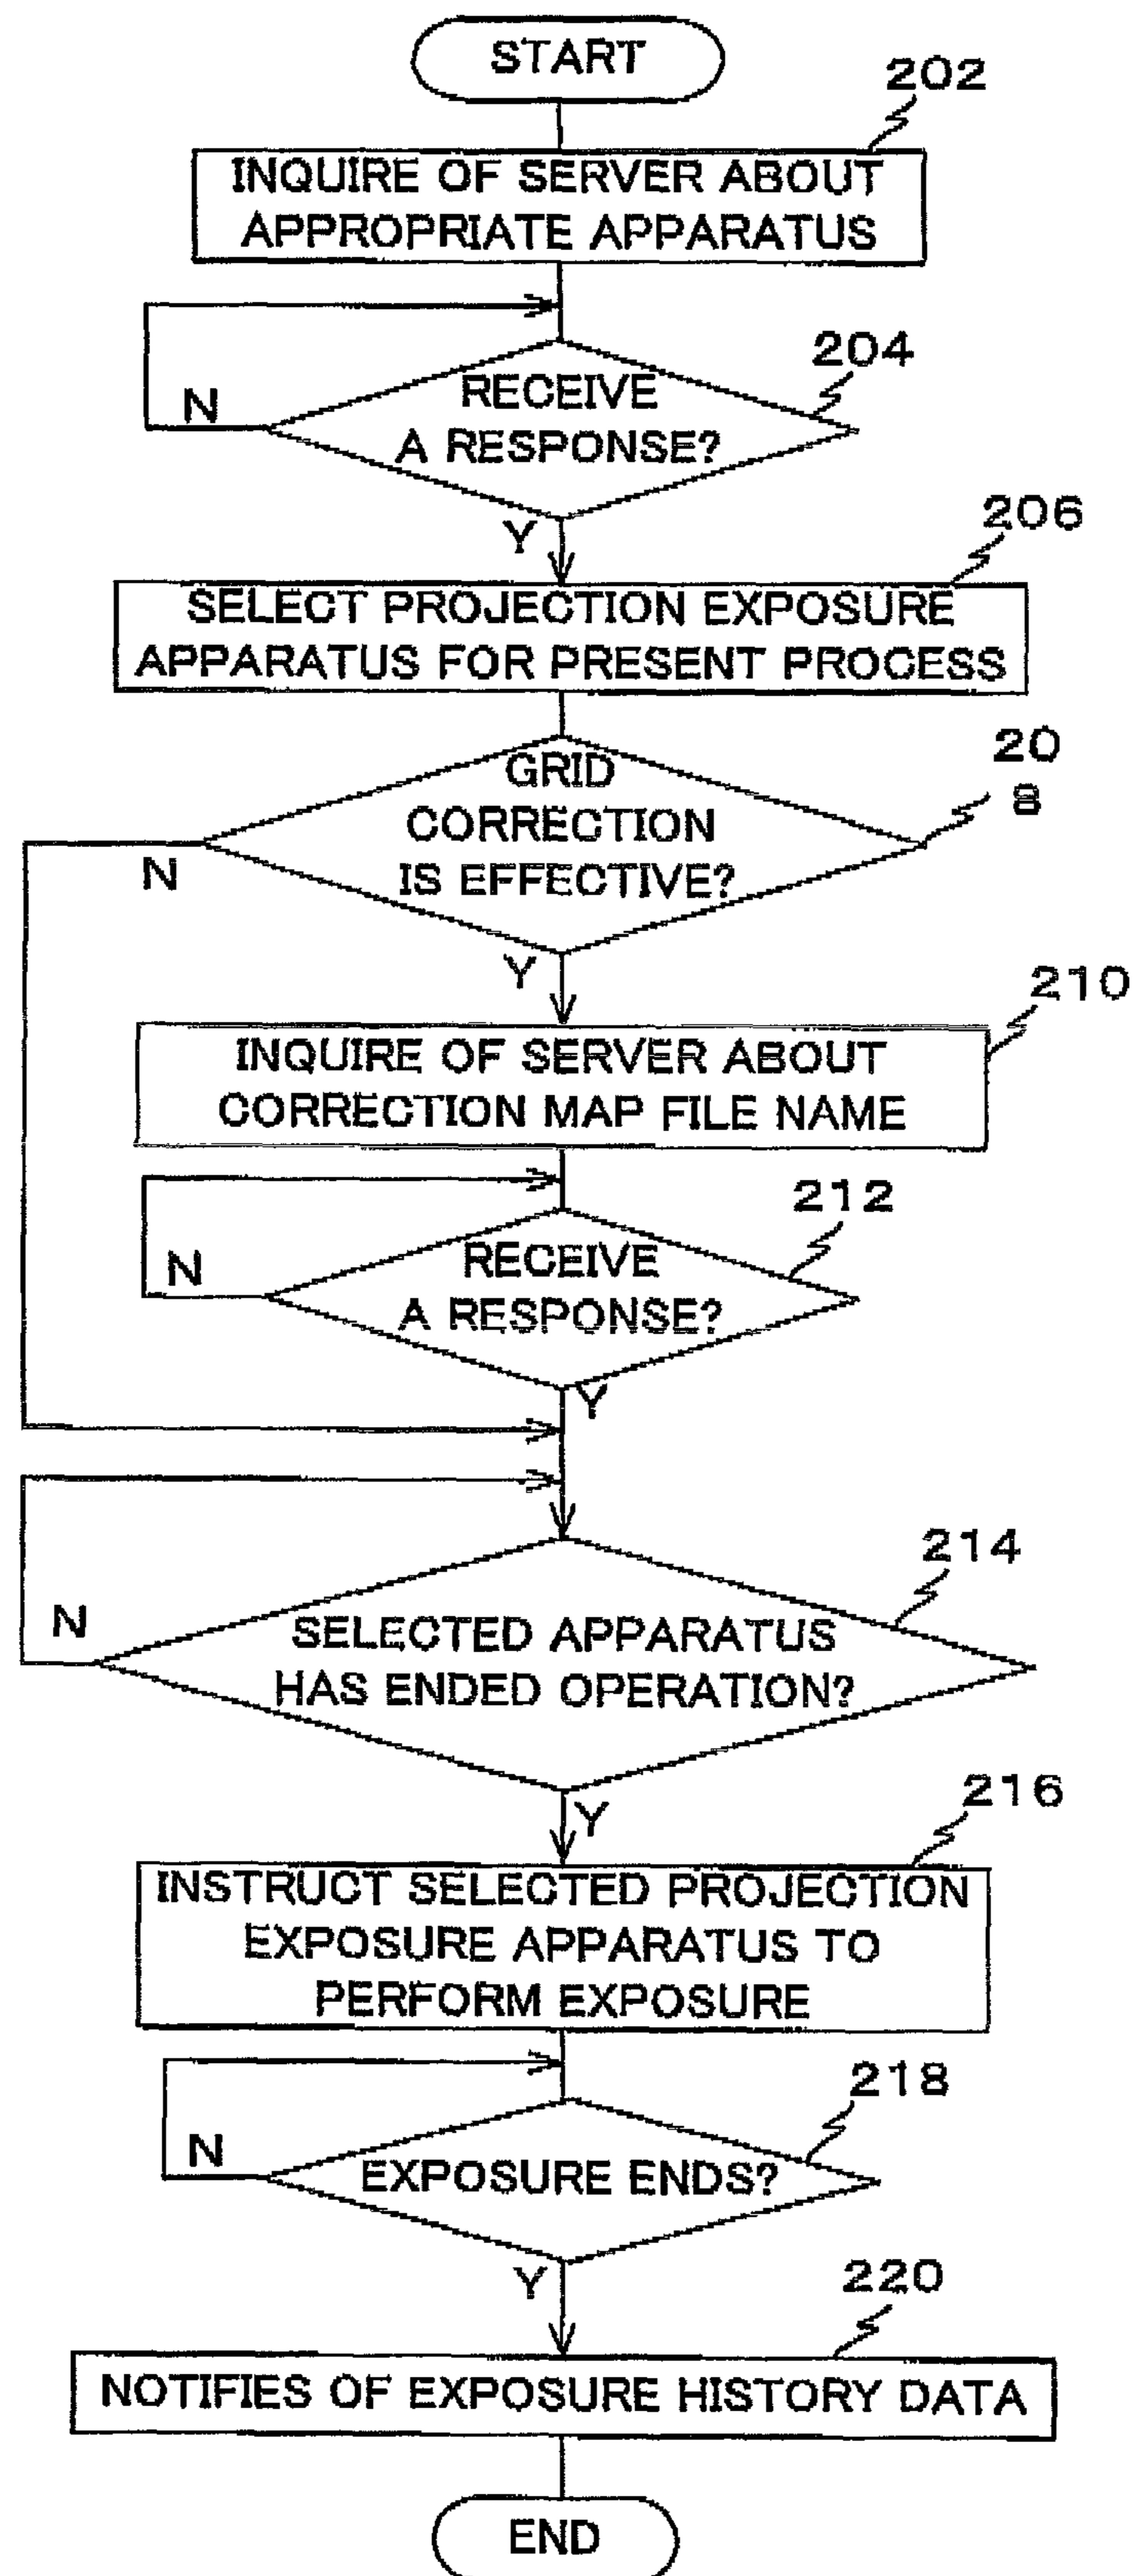 START
202
INQUIRE OF SERVER ABOUT
APPROPRIATE APPARATUS
204
RECEIVE
A RESPONSE?
N
Y
206
SELECT PROJECTION EXPOSURE
APPARATUS FOR PRESENT PROCESS
20
8
GRID
CORRECTION
IS EFFECTIVE?
N
Y
210
INQUIRE OF SERVER ABOUT
CORRECTION MAP FILE NAME
212
RECEIVE
A RESPONSE?
N
Y
214
SELECTED APPARATUS
HAS ENDED OPERATION?
N
Y
216
INSTRUCT SELECTED PROJECTION
EXPOSURE APPARATUS TO
PERFORM EXPOSURE
218
EXPOSURE ENDS?
N
Y
220
NOTIFIES OF EXPOSURE HISTORY DATA
END